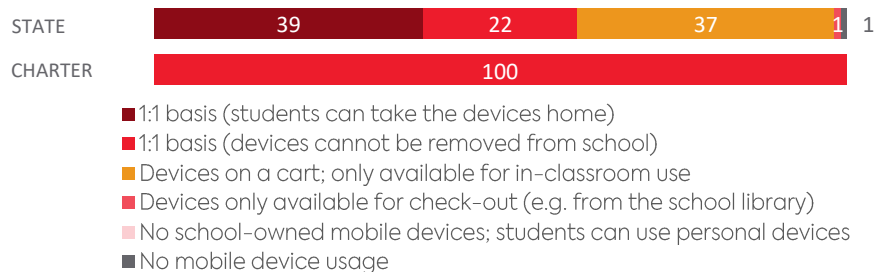 STATE 39 22 37 1 1
CHARTER 100
1:1 basis (students can take the devices home)
1:1 basis (devices cannot be removed from school)
Devices on a cart; only available for in-classroom use
Devices only available for check-out (e.g. from the school library)
No school-owned mobile devices; students can use personal devices
No mobile device usage